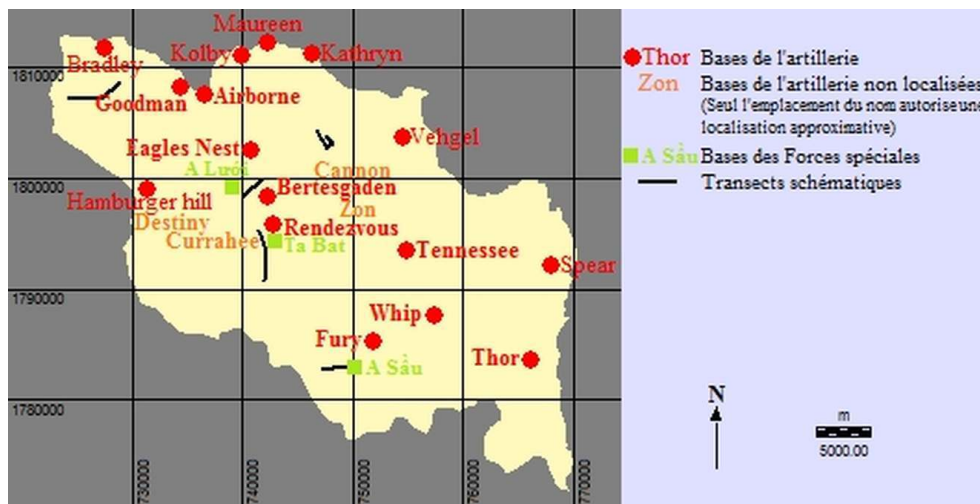 Maureen
Kolby
Kathryn
Bradley
1810000
Goodman
Airborne
Vehgel
Eagles Nest
Cannon
A Lưới
1800000
Bertesgaden
Hamburger hill
Zon
Destiny
Rendezvous
Currahee
Ta Bat
Tennessee
Spear
1790000
Whip
Fury
Thor
A Sầu
1780000
730000
740000
750000
760000
770000
Thor Bases de l'artillerie
Zon Bases de l'artillerie non localisées
(Seul l'emplacement du nom autorise une
localisation approximative)
A Sầu Bases des Forces spéciales
Transects schématiques
N
m
5000.00